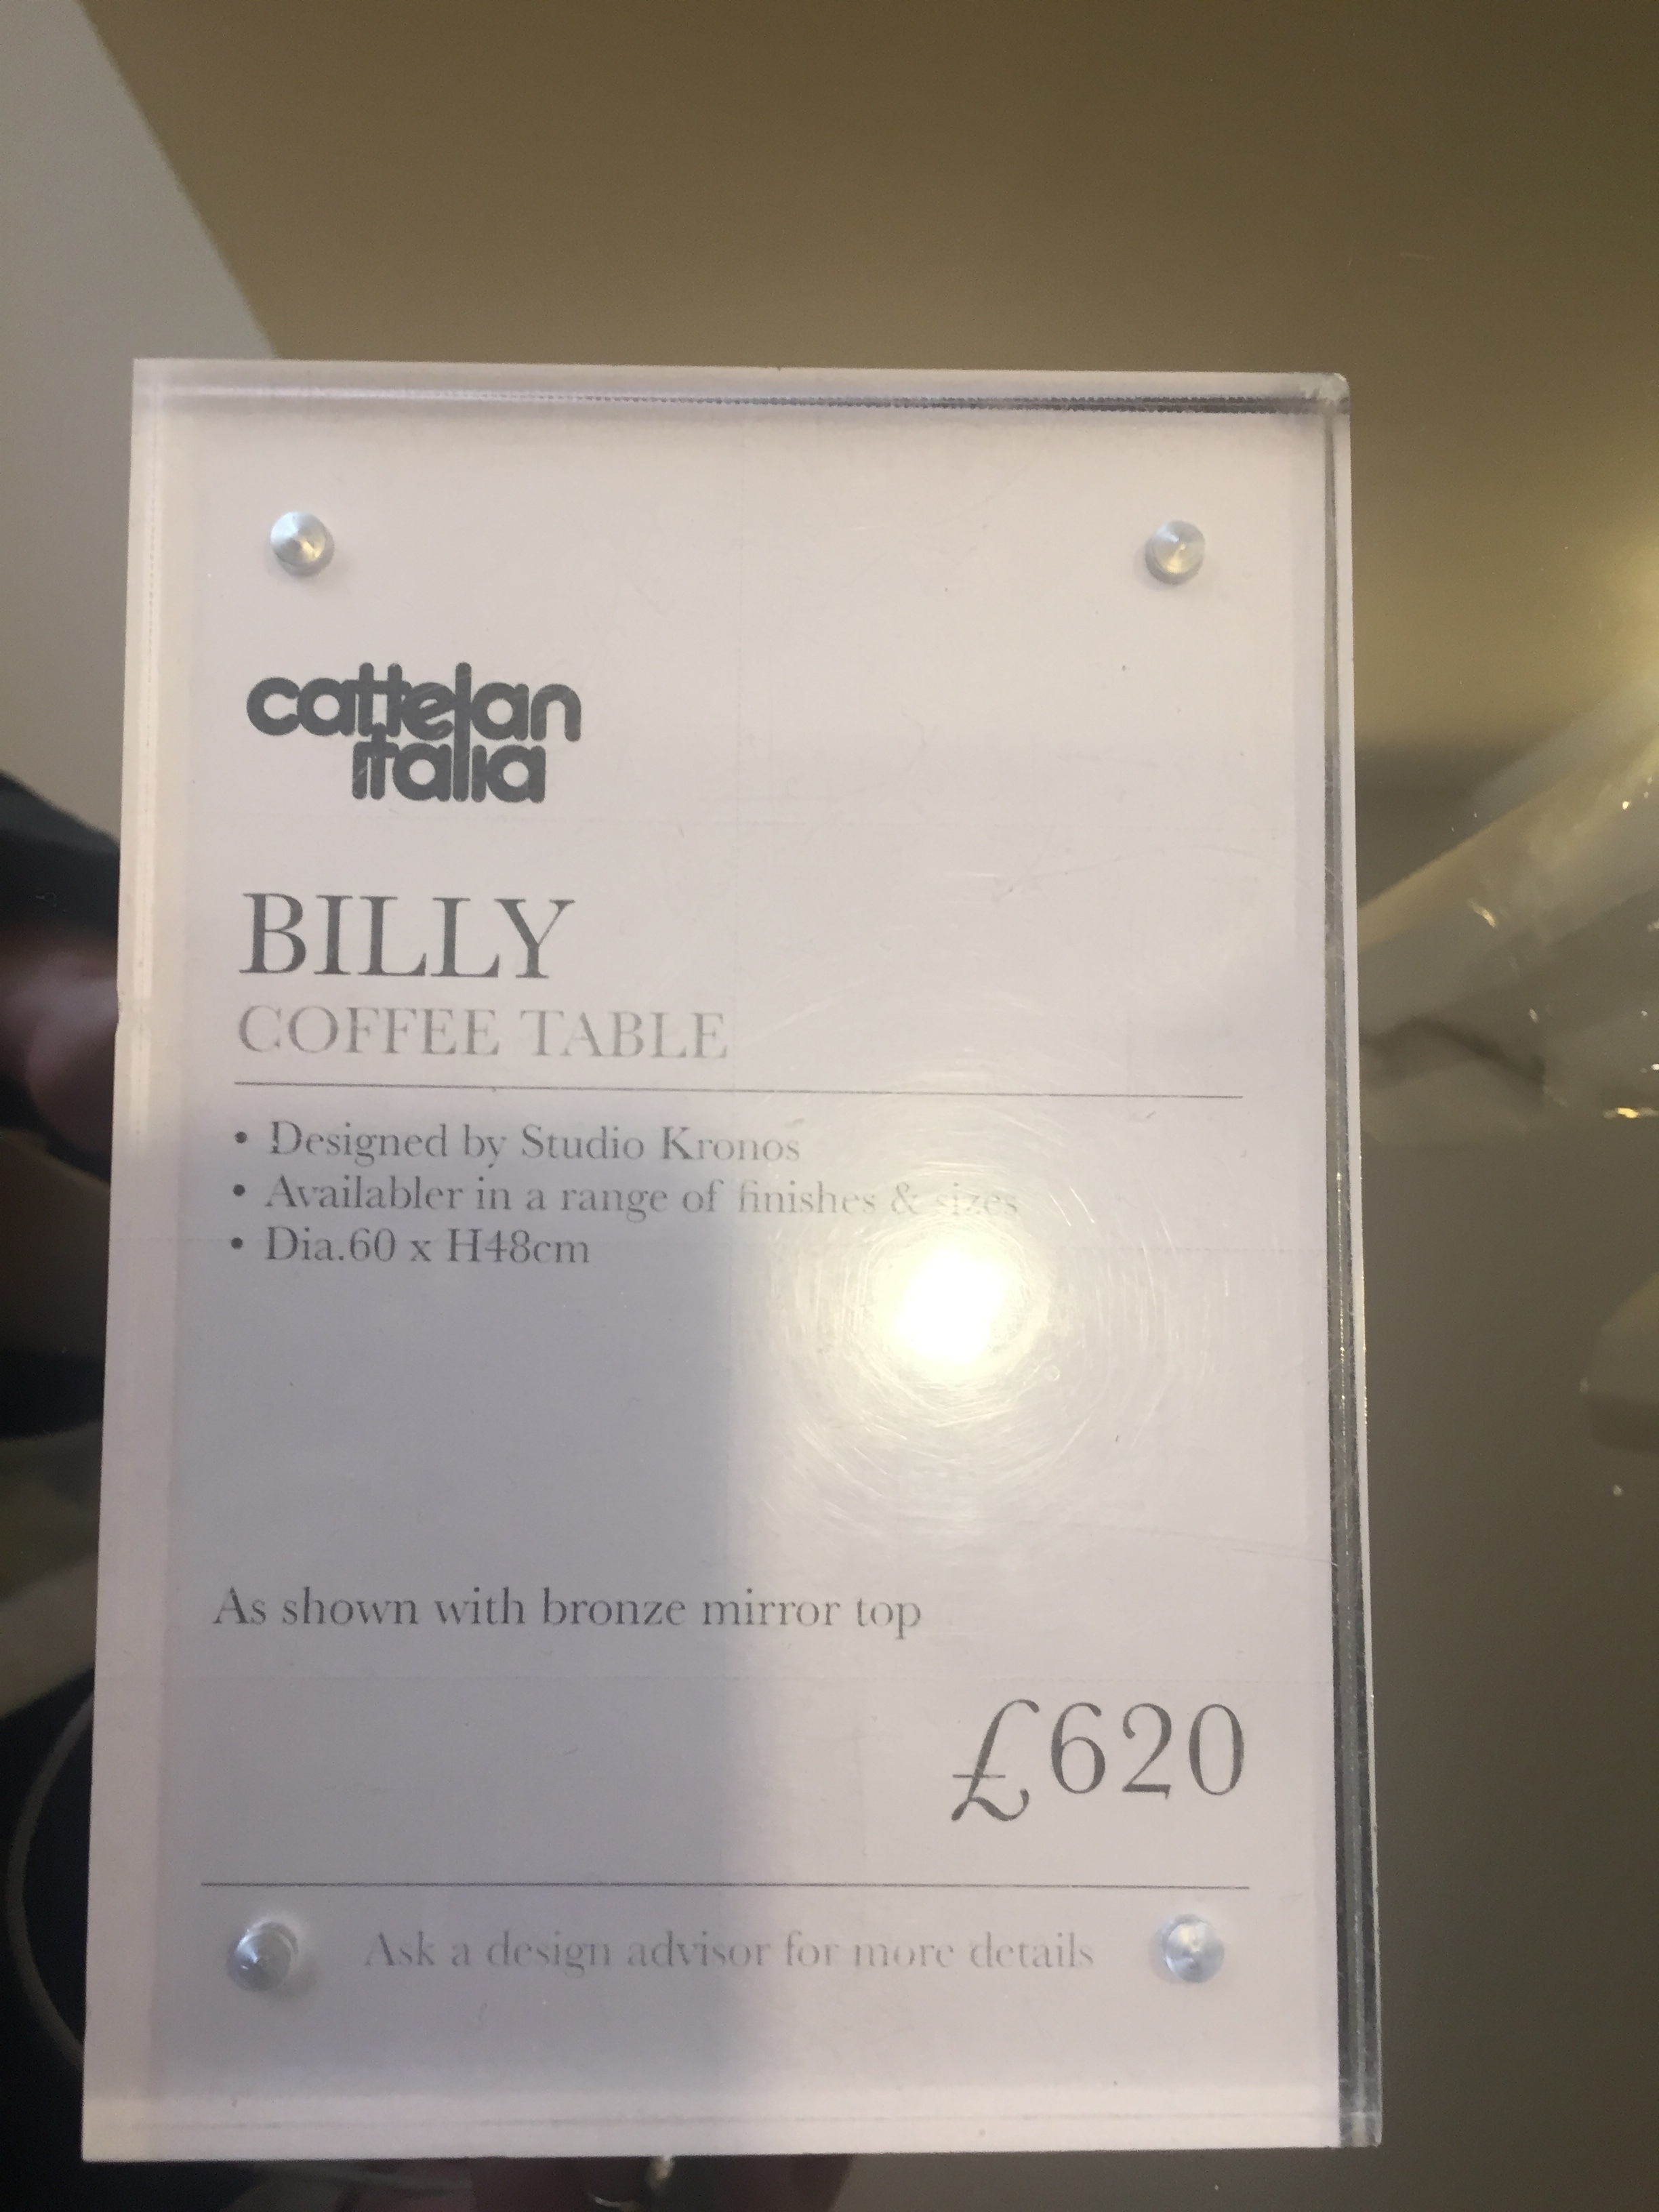 cattelan
italia
BILLY
COFFEE TABLE
• Designed by Studio Kronos
• Availabler in a range of finishes & sizes
• Dia.60 x H48cm
As shown with bronze mirror top
£620
Ask a design advisor for more details